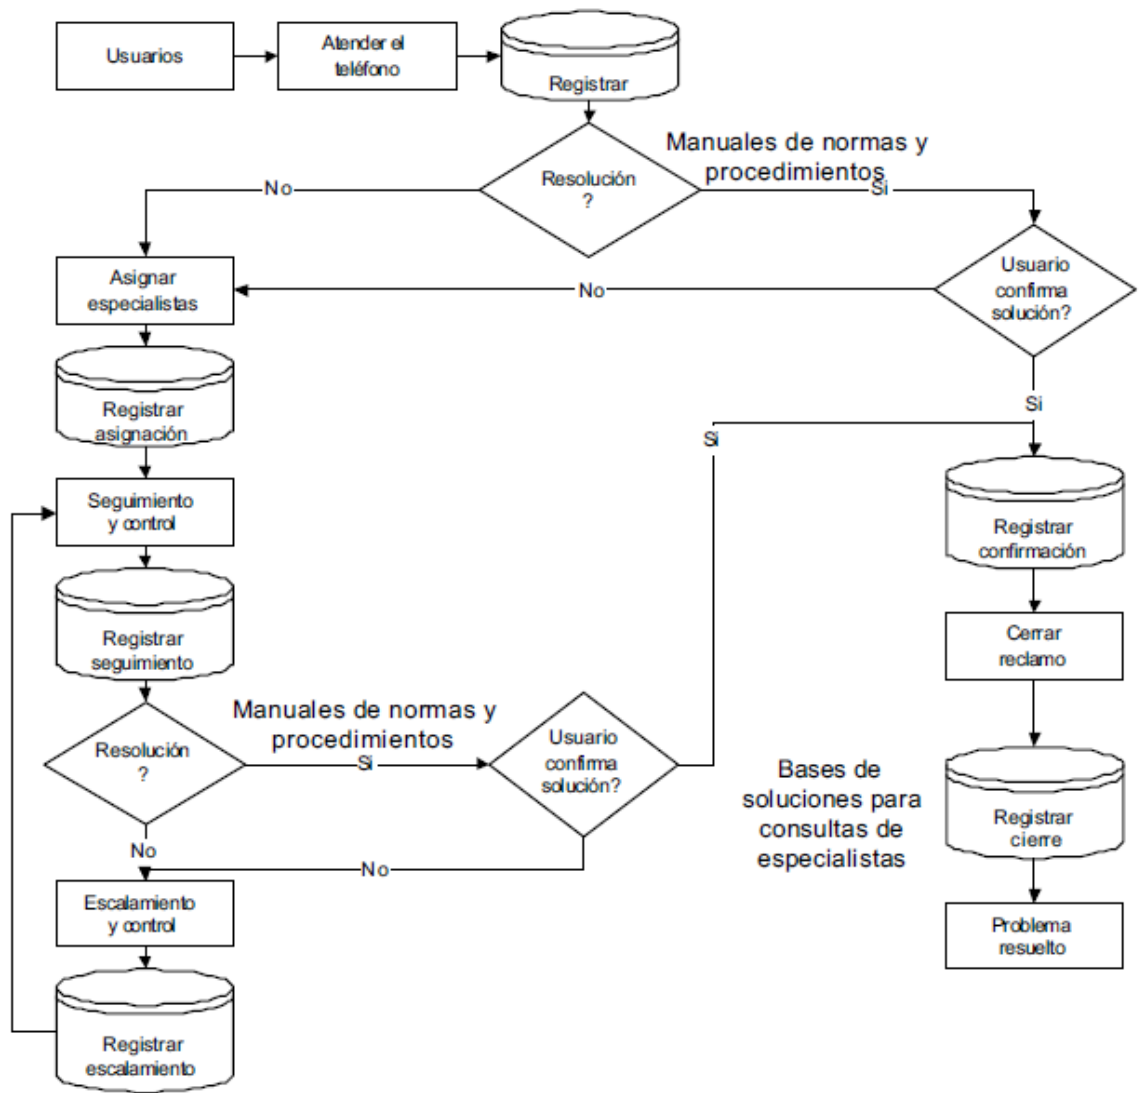 Usuarios
Atender el
teléfono
Registrar
Manuales de normas y
procedimientos
Resolución
?
No
Si
Usuario
confirma
solución?
Asignar
especialistas
No
Registrar
asignación
Si
Si
Seguimiento
y control
Registrar
confirmación
Registrar
seguimiento
Cerrar
reclamo
Manuales de normas y
procedimientos
Resolución
?
Si
Usuario
confirma
solución?
Bases de
soluciones para
consultas de
especialistas
Registrar
cierre
No
No
Escalamiento
y control
Problema
resuelto
Registrar
escalamiento